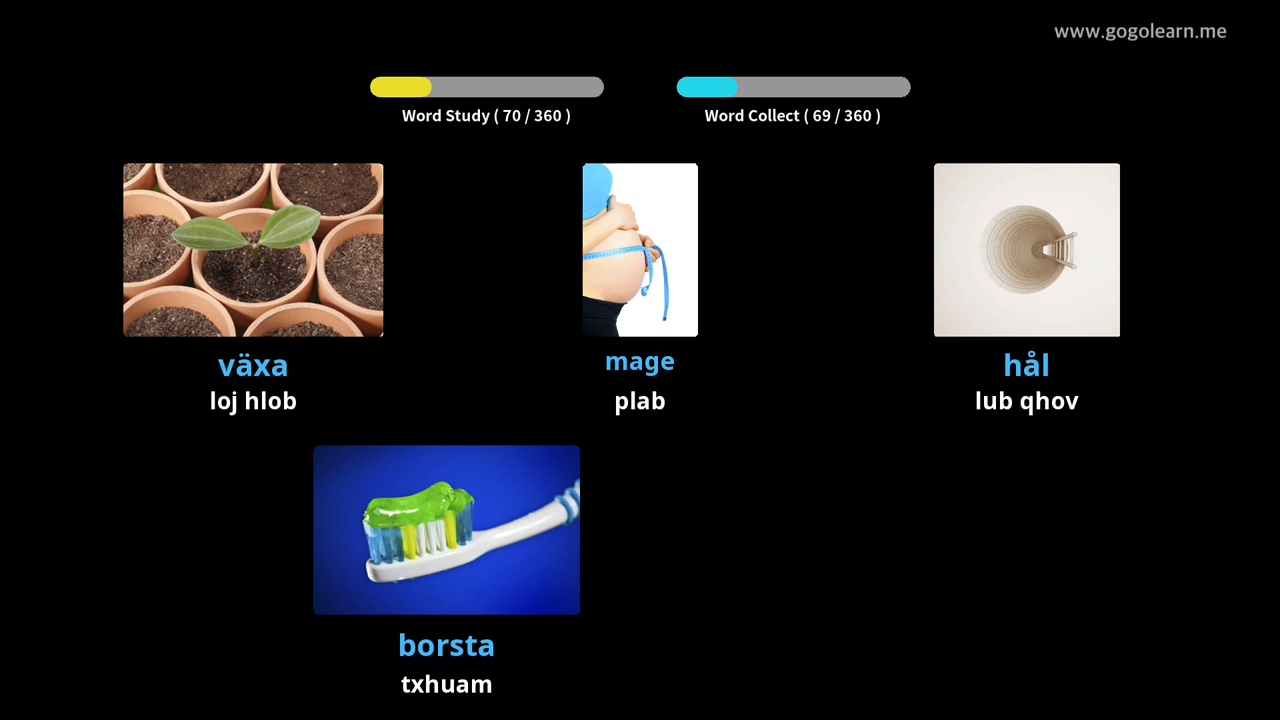 www.gogolearn.me
Word Study ( 70 / 360 )
Word Collect ( 69 / 360 )
växa
loj hlob
mage
plab
hål
lub qhov
borsta
txhuam